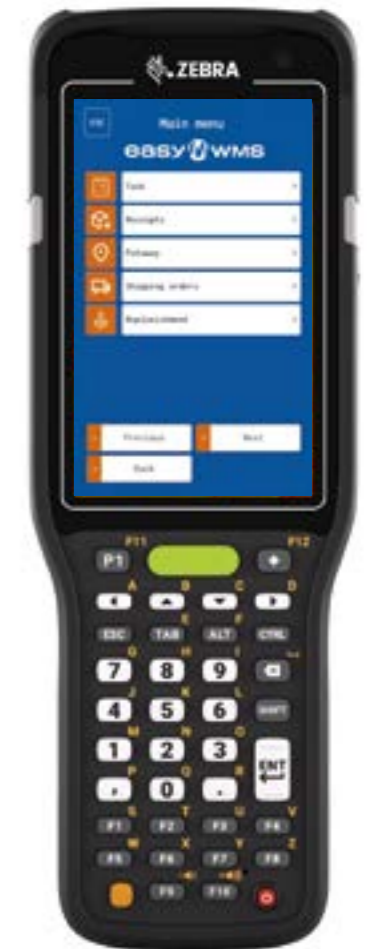 ZEBRA
Main menu
easy WMS
Task
Receipts
Putaway
Shipping orders
Replenishment
Previous
Next
Back
F11
F12
P1
A
B
C
D
E
F
ESC
TAB
ALT
CTRL
G
H
I
7
8
9
J
K
L
4
5
6
SHIFT
M
N
O
1
2
3
ENT
P
Q
R
,
0
.
S
T
U
V
F1
F2
F3
F4
W
X
Y
Z
F5
F6
F7
F8
F9
F10